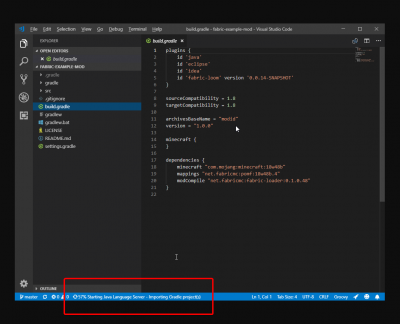 File Edit Selection View Go Debug Terminal Help
build.gradle - fabric-example-mod - Visual Studio Code
EXPLORER
OPEN EDITORS
build.gradle
FABRIC-EXAMPLE-MOD
.gradle
gradle
src
.gitignore
build.gradle
gradlew
gradlew.bat
LICENSE
README.md
settings.gradle
OUTLINE
build.gradle
1 plugins {
2 id 'java'
3 id 'eclipse'
4 id 'idea'
5 id 'fabric-loom' version '0.0.14-SNAPSHOT'
6 }
7
8 sourceCompatibility = 1.8
9 targetCompatibility = 1.8
10
11 archivesBaseName = "modid"
12 version = "1.0.0"
13
14 minecraft {
15 }
16
17 dependencies {
18 minecraft "com.mojang:minecraft:18w49b"
19 mappings "net.fabricmc:pomf:18w49b.4"
20 modCompile "net.fabricmc:fabric-loader:0.1.0.48"
21 }
22
master 0 0 57% Starting Java Language Server - Importing Gradle project(s)
Ln 1, Col 1 Tab Size: 4 UTF-8 CRLF Groovy